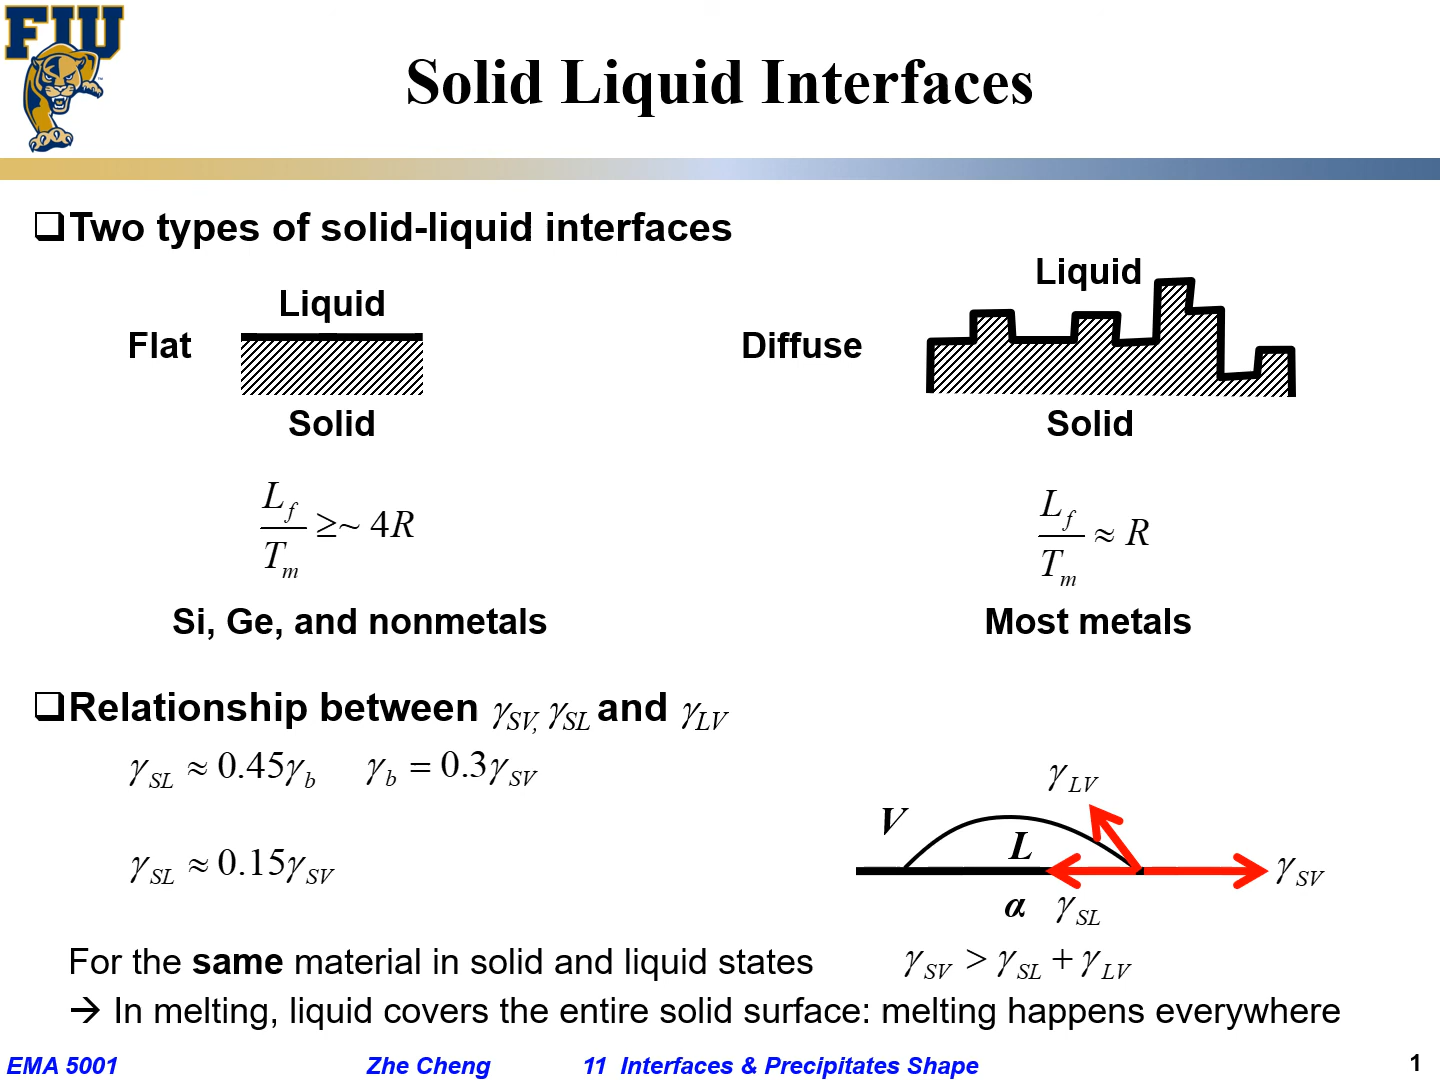 FIU
Solid Liquid Interfaces
❑Two types of solid-liquid interfaces
Liquid
Flat
Solid
Liquid
Diffuse
Solid
L_f / T_m ≥~ 4R
L_f / T_m ≈ R
Si, Ge, and nonmetals
Most metals
❑Relationship between γ_SV, γ_SL and γ_LV
γ_SL ≈ 0.45γ_b γ_b = 0.3γ_SV
γ_SL ≈ 0.15γ_SV
γ_LV
V
L
γ_SV
α γ_SL
For the same material in solid and liquid states γ_SV > γ_SL + γ_LV
→ In melting, liquid covers the entire solid surface: melting happens everywhere
EMA 5001 Zhe Cheng 11 Interfaces & Precipitates Shape 1